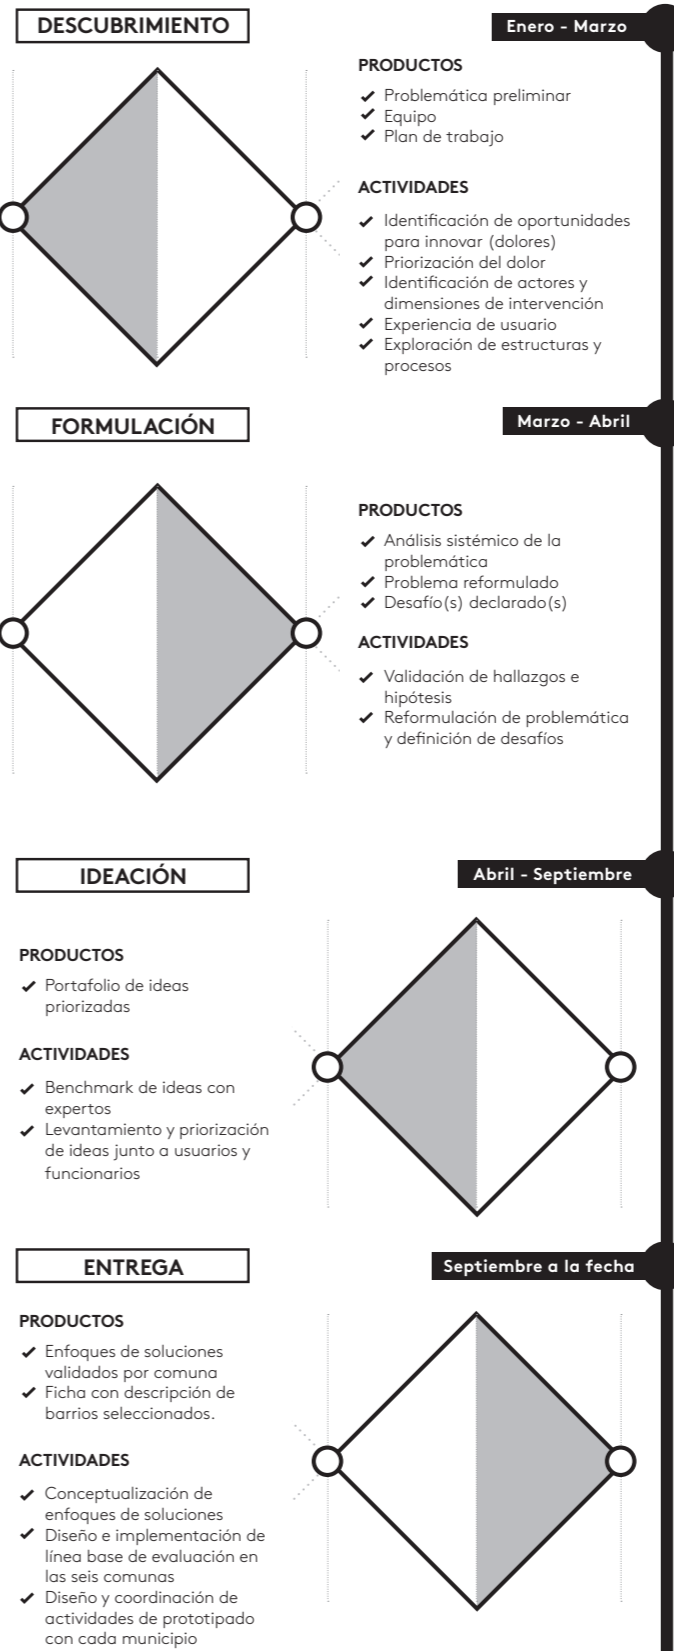 DESCUBRIMIENTO
Enero - Marzo
PRODUCTOS
Problemática preliminar
Equipo
Plan de trabajo
ACTIVIDADES
Identificación de oportunidades
para innovar (dolores)
Priorización del dolor
Identificación de actores y
dimensiones de intervención
Experiencia de usuario
Exploración de estructuras y
procesos
FORMULACIÓN
Marzo - Abril
PRODUCTOS
Análisis sistémico de la
problemática
Problema reformulado
Desafío(s) declarado(s)
ACTIVIDADES
Validación de hallazgos e
hipótesis
Reformulación de problemática
y definición de desafíos
IDEACIÓN
Abril - Septiembre
PRODUCTOS
Portafolio de ideas
priorizadas
ACTIVIDADES
Benchmark de ideas con
expertos
Levantamiento y priorización
de ideas junto a usuarios y
funcionarios
ENTREGA
Septiembre a la fecha
PRODUCTOS
Enfoques de soluciones
validados por comuna
Ficha con descripción de
barrios seleccionados.
ACTIVIDADES
Conceptualización de
enfoques de soluciones
Diseño e implementación de
línea base de evaluación en
las seis comunas
Diseño y coordinación de
actividades de prototipado
con cada municipio